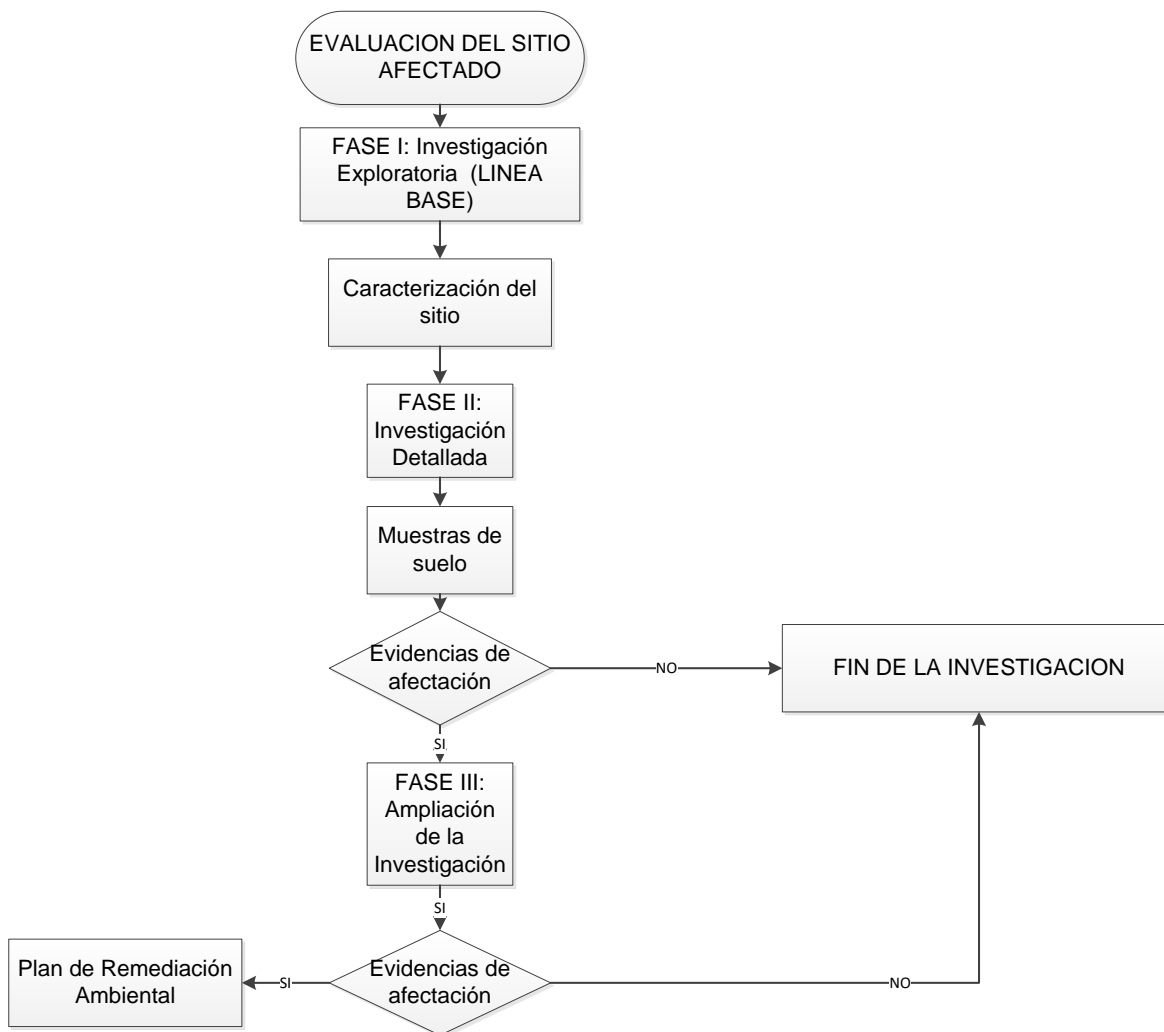 EVALUACION DEL SITIO
AFECTADO
FASE I: Investigación
Exploratoria (LINEA
BASE)
Caracterización del
sitio
FASE II:
Investigación
Detallada
Muestras de
suelo
Evidencias de
afectación
NO
FIN DE LA INVESTIGACION
SI
FASE III:
Ampliación
de la
Investigación
SI
Plan de Remediación
Ambiental
SI
Evidencias de
afectación
NO